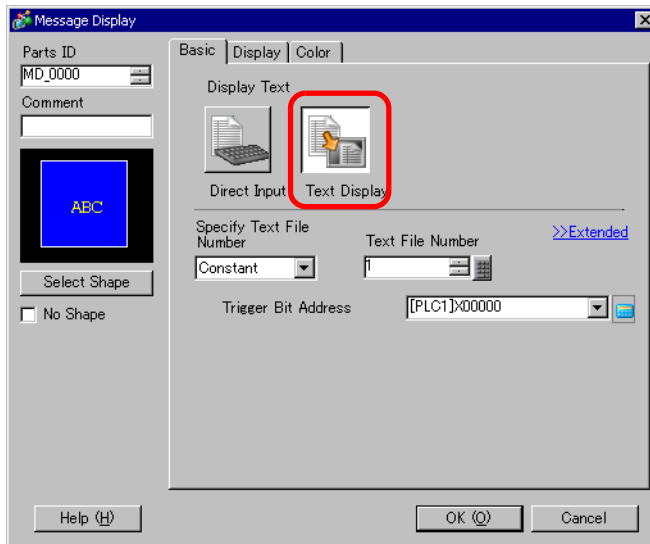 Message Display
Parts ID
MD_0000
Comment
ABC
Select Shape
No Shape
Basic
Display
Color
Display Text
Direct Input
Text Display
Specify Text File
Number
Text File Number
>>Extended
Constant
1
Trigger Bit Address
[PLC1]X00000
Help (H)
OK (O)
Cancel